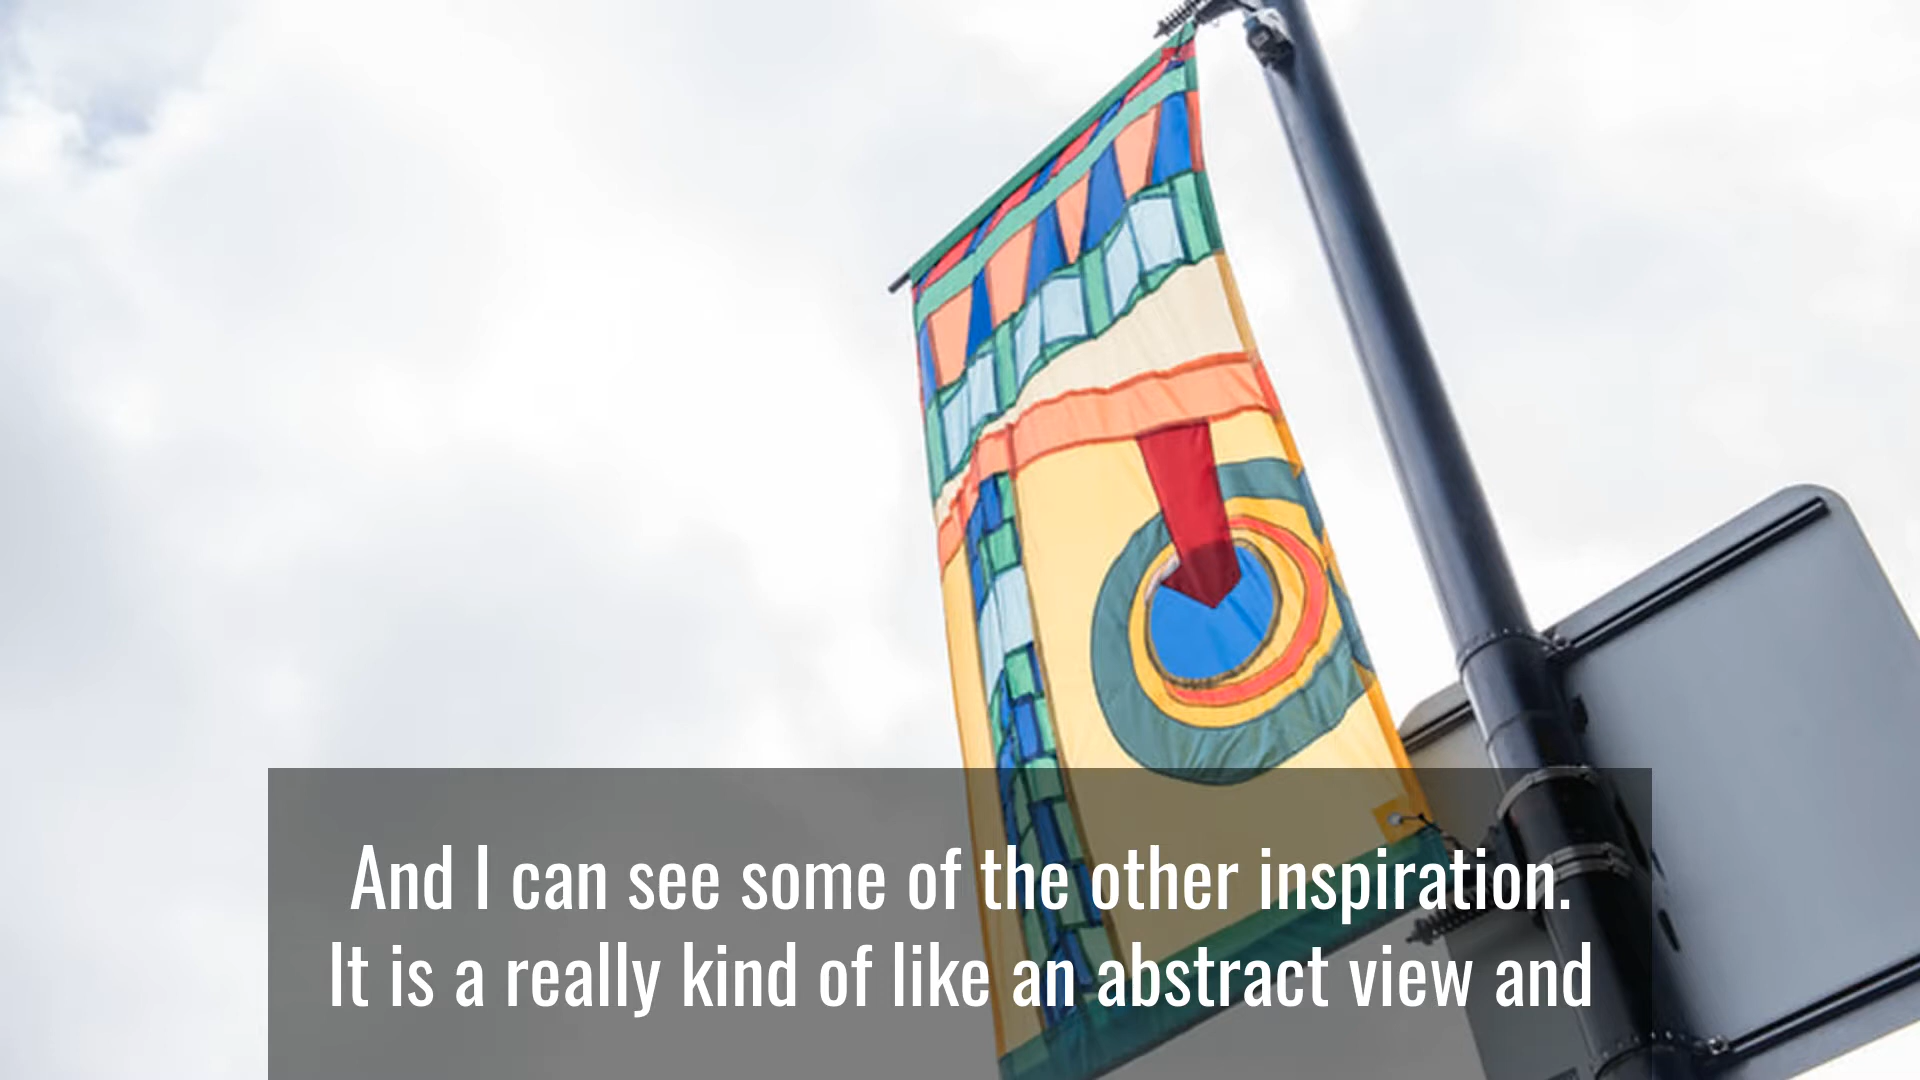 And I can see some of the other inspiration.
It is a really kind of like an abstract view and